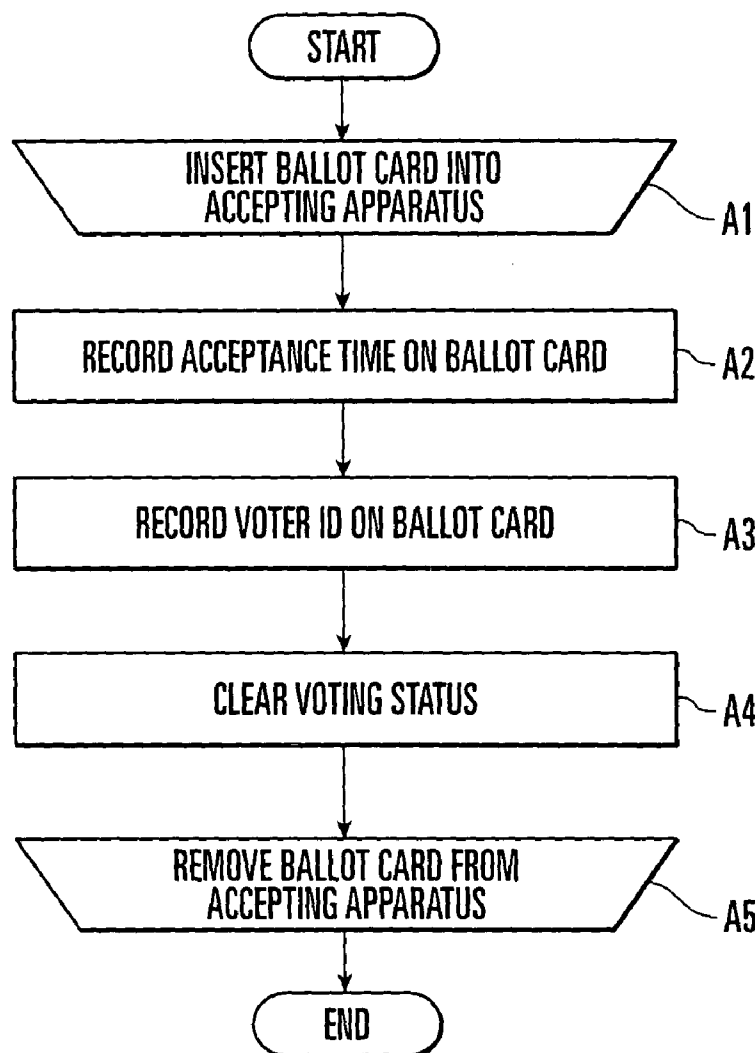 START
INSERT BALLOT CARD INTO
ACCEPTING APPARATUS
A1
RECORD ACCEPTANCE TIME ON BALLOT CARD
A2
RECORD VOTER ID ON BALLOT CARD
A3
CLEAR VOTING STATUS
A4
REMOVE BALLOT CARD FROM
ACCEPTING APPARATUS
A5
END